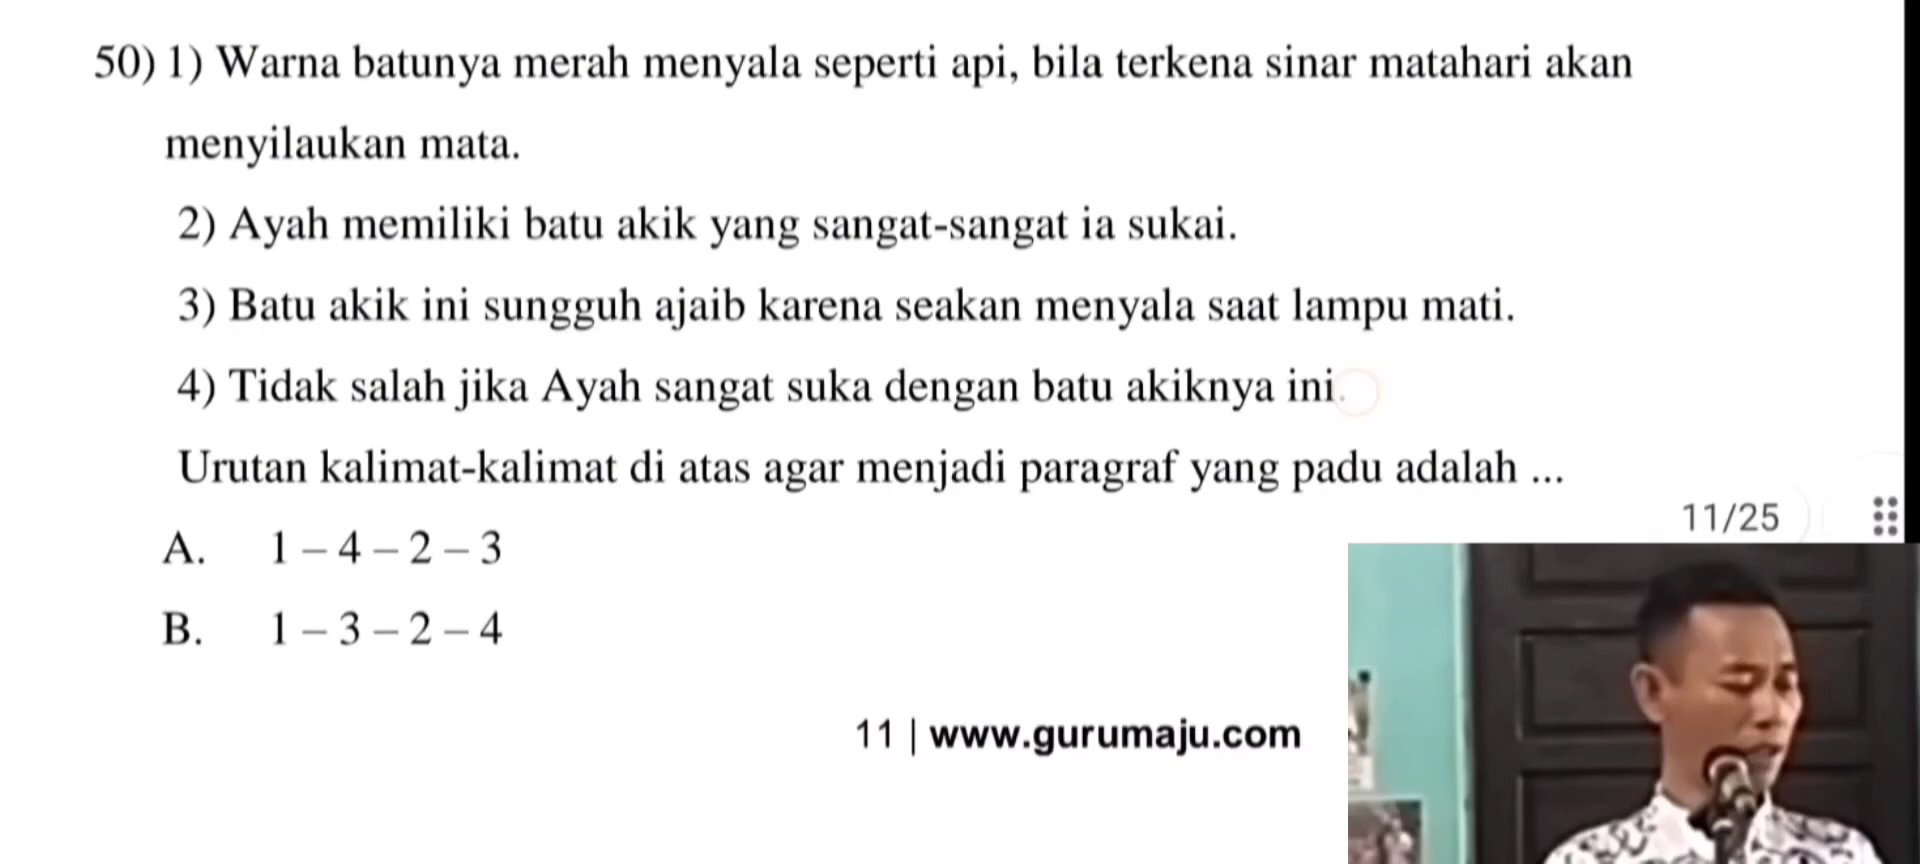 50) 1) Warna batunya merah menyala seperti api, bila terkena sinar matahari akan
menyilaukan mata.
2) Ayah memiliki batu akik yang sangat-sangat ia sukai.
3) Batu akik ini sungguh ajaib karena seakan menyala saat lampu mati.
4) Tidak salah jika Ayah sangat suka dengan batu akiknya ini.
Urutan kalimat-kalimat di atas agar menjadi paragraf yang padu adalah ...
11/25
A. 1 – 4 – 2 – 3
B. 1 – 3 – 2 – 4
11 | www.gurumaju.com